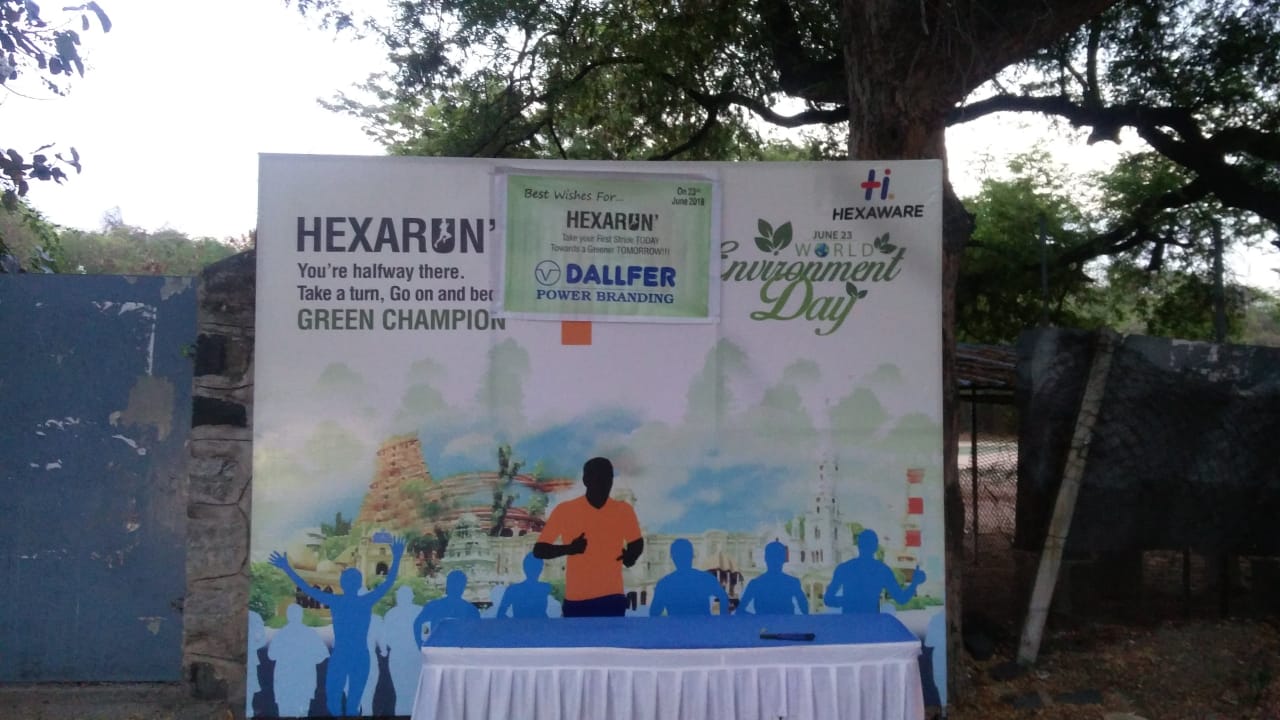 HEXARUN'
You're halfway there.
Take a turn, Go on and bec
GREEN CHAMPION
Best Wishes For...
On 23rd
June 2018
HEXARUN'
Take your First Stride TODAY
Towards a Greener TOMORROW!!!
DALLFER
POWER BRANDING
Hi
HEXAWARE
JUNE 23
WORLD
Environment
Day